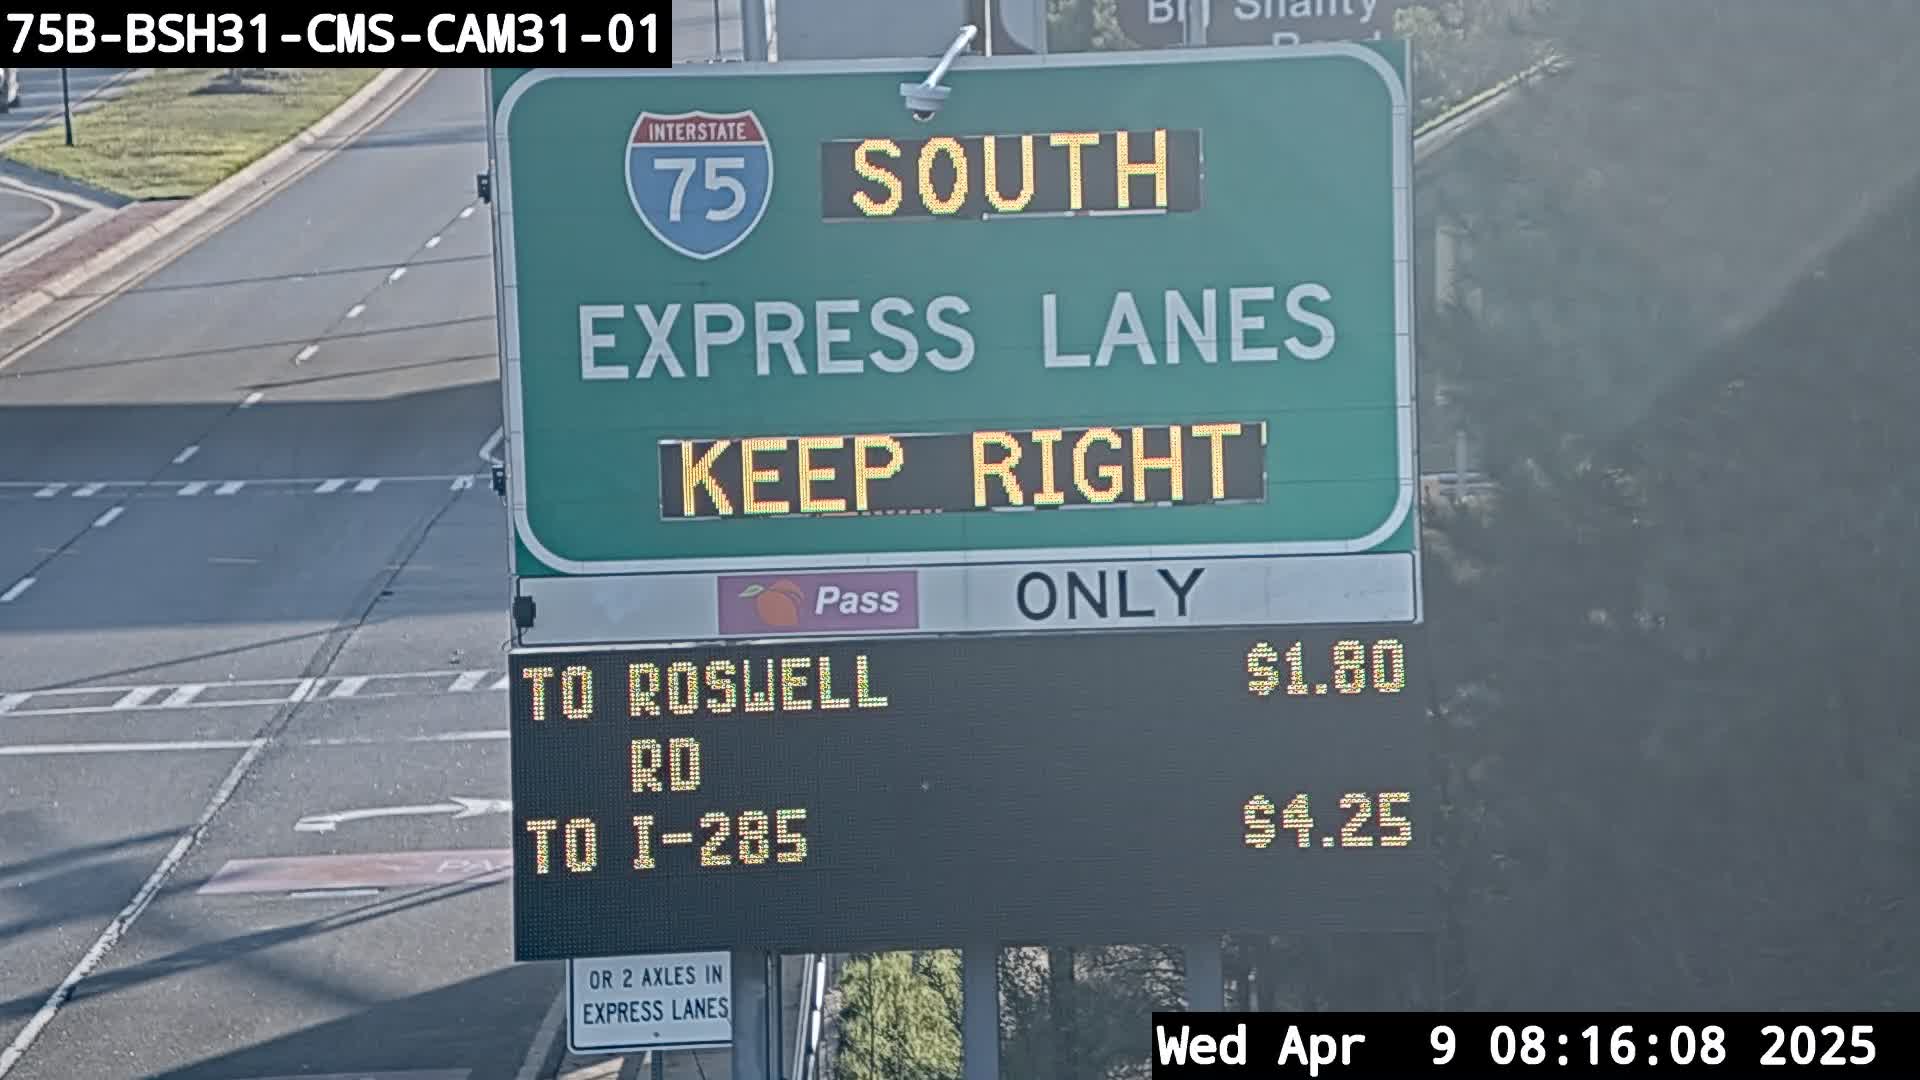 75B-BSH31-CMS-CAM31-01
Shanty
INTERSTATE
75
SOUTH
EXPRESS LANES
KEEP RIGHT
Pass ONLY
TO ROSWELL $1.80
RD
TO I-285 $4.25
OR 2 AXLES IN
EXPRESS LANES
Wed Apr 9 08:16:08 2025